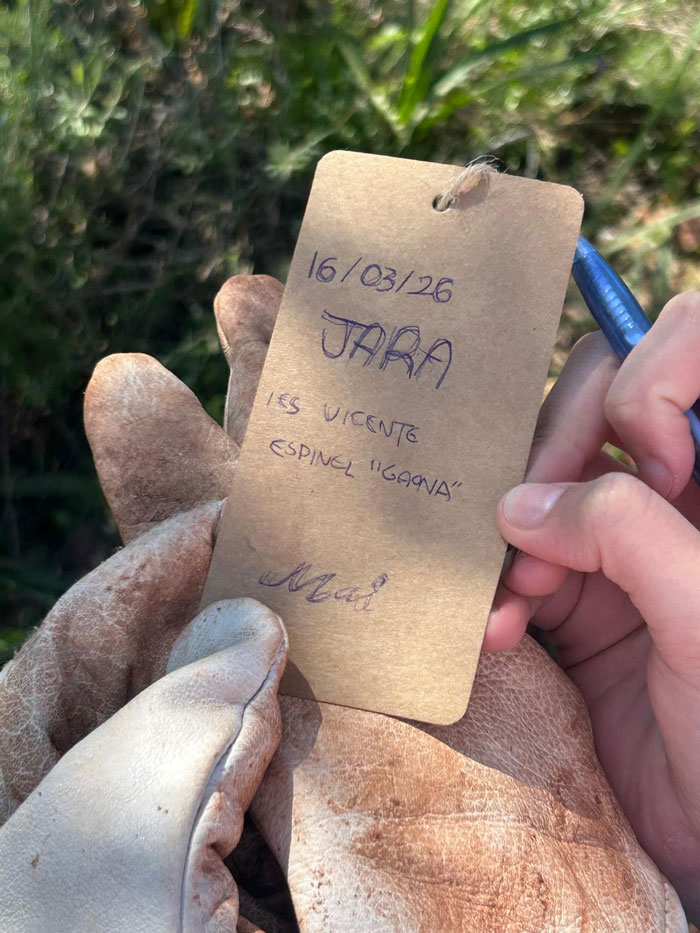 16/03/26
JARA
IES VICENTE
ESPINEL "GAONA"
Mai